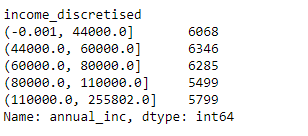 income_discretised
(-0.001, 44000.0] 6068
(44000.0, 60000.0] 6346
(60000.0, 80000.0] 6285
(80000.0, 110000.0] 5499
(110000.0, 255802.0] 5799
Name: annual_inc, dtype: int64